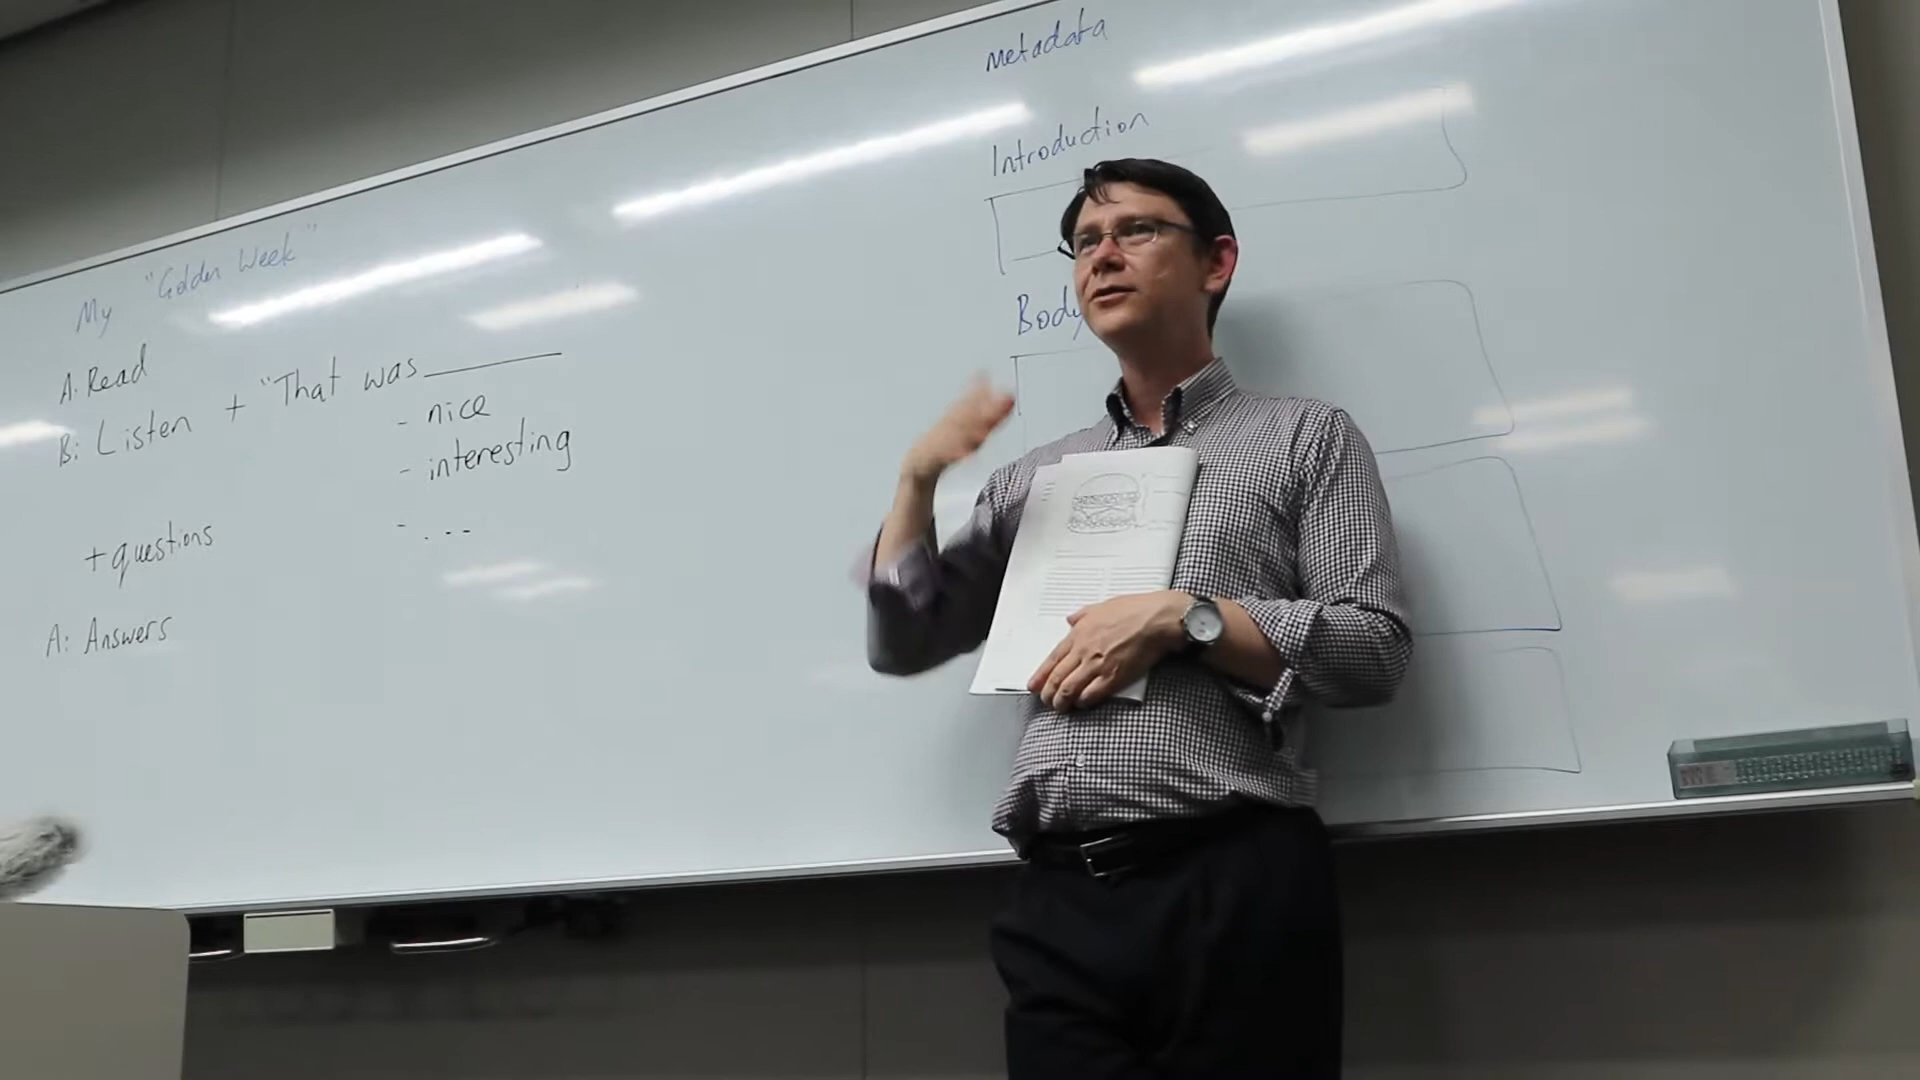 My "Golden Week"
A. Read
B: Listen + "That was
- nice
- interesting
- ...
+ questions
A: Answers
Metadata
Introduction
Body